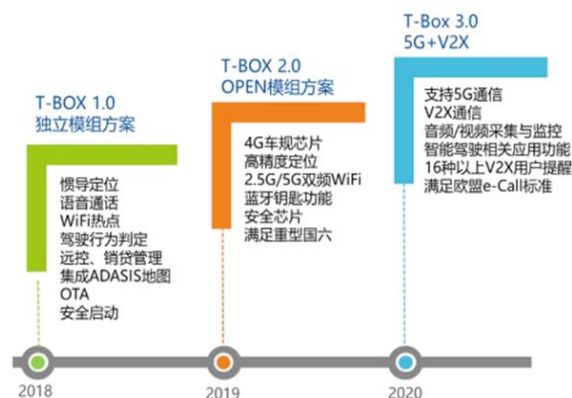 T-BOX 1.0
独立模组方案
惯导定位
语音通话
WiFi热点
驾驶行为判定
远控、销贷管理
集成ADASIS地图
OTA
安全启动
2018
T-BOX 2.0
OPEN模组方案
4G车规芯片
高精度定位
2.5G/5G双频WiFi
蓝牙钥匙功能
安全芯片
满足重型国六
2019
T-Box 3.0
5G+V2X
支持5G通信
V2X通信
音频/视频采集与监控
智能驾驶相关应用功能
16种以上V2X用户提醒
满足欧盟e-Call标准
2020